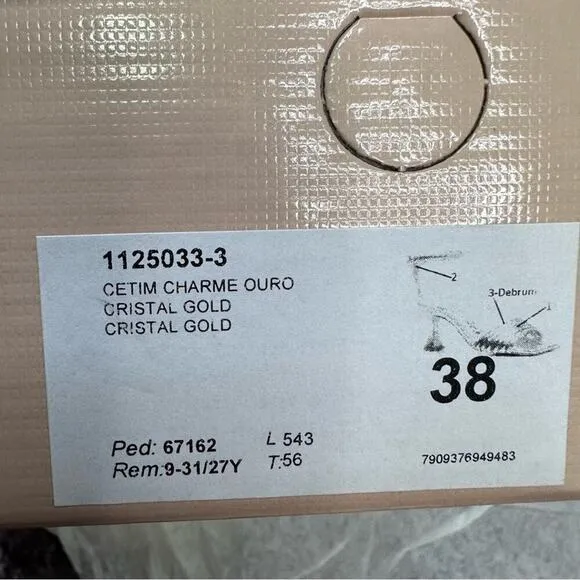 1125033-3
CETIM CHARME OURO
CRISTAL GOLD
CRISTAL GOLD
2
3-Debrum
1
38
Ped: 67162 L 543
Rem:9-31/27Y T:56
7909376949483